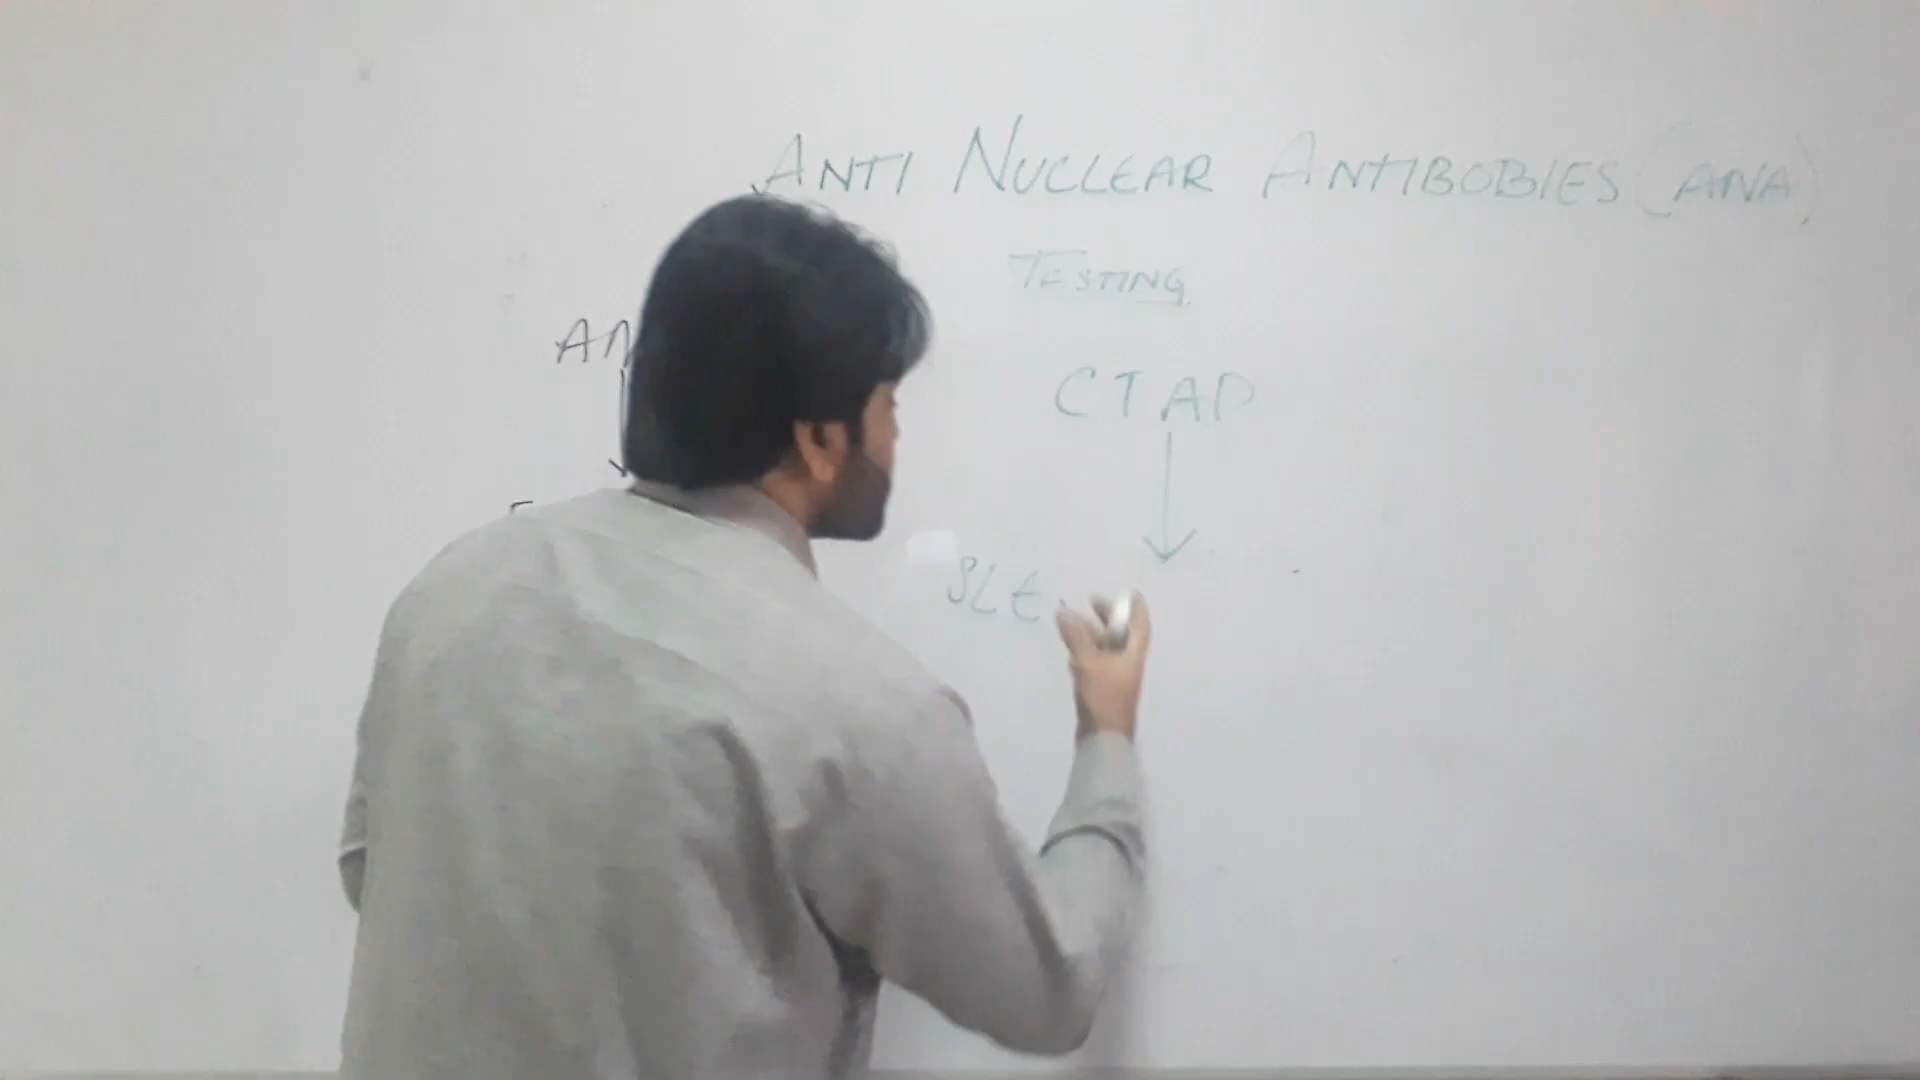 ANTI NUCLEAR ANTIBOBIES (ANA)
TESTING
AN
CTAD
SLE